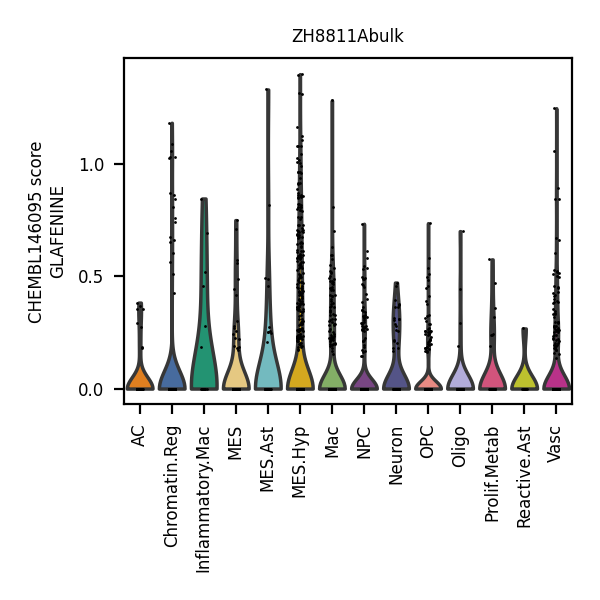 ZH8811Abulk
CHEMBL146095 score
GLAFENINE
1.0
0.5
0.0
AC
Chromatin.Reg
Inflammatory.Mac
MES
MES.Ast
MES.Hyp
Mac
NPC
Neuron
OPC
Oligo
Prolif.Metab
Reactive.Ast
Vasc